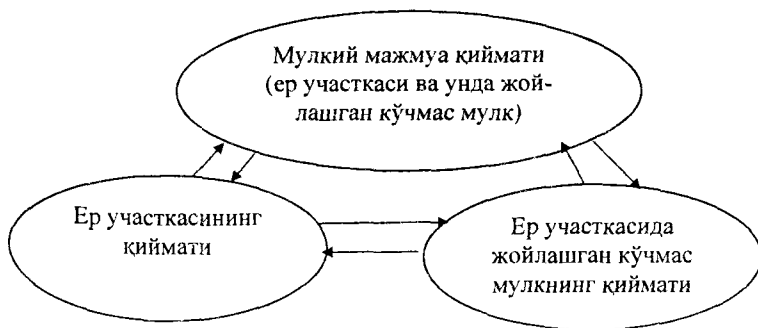 Мулкий мажмуа қиймати
(ер участкаси ва унда жой-
лашган кўчмас мулк)
Ер участкасининг
қиймати
Ер участкасида
жойлашган кўчмас
мулкнинг қиймати